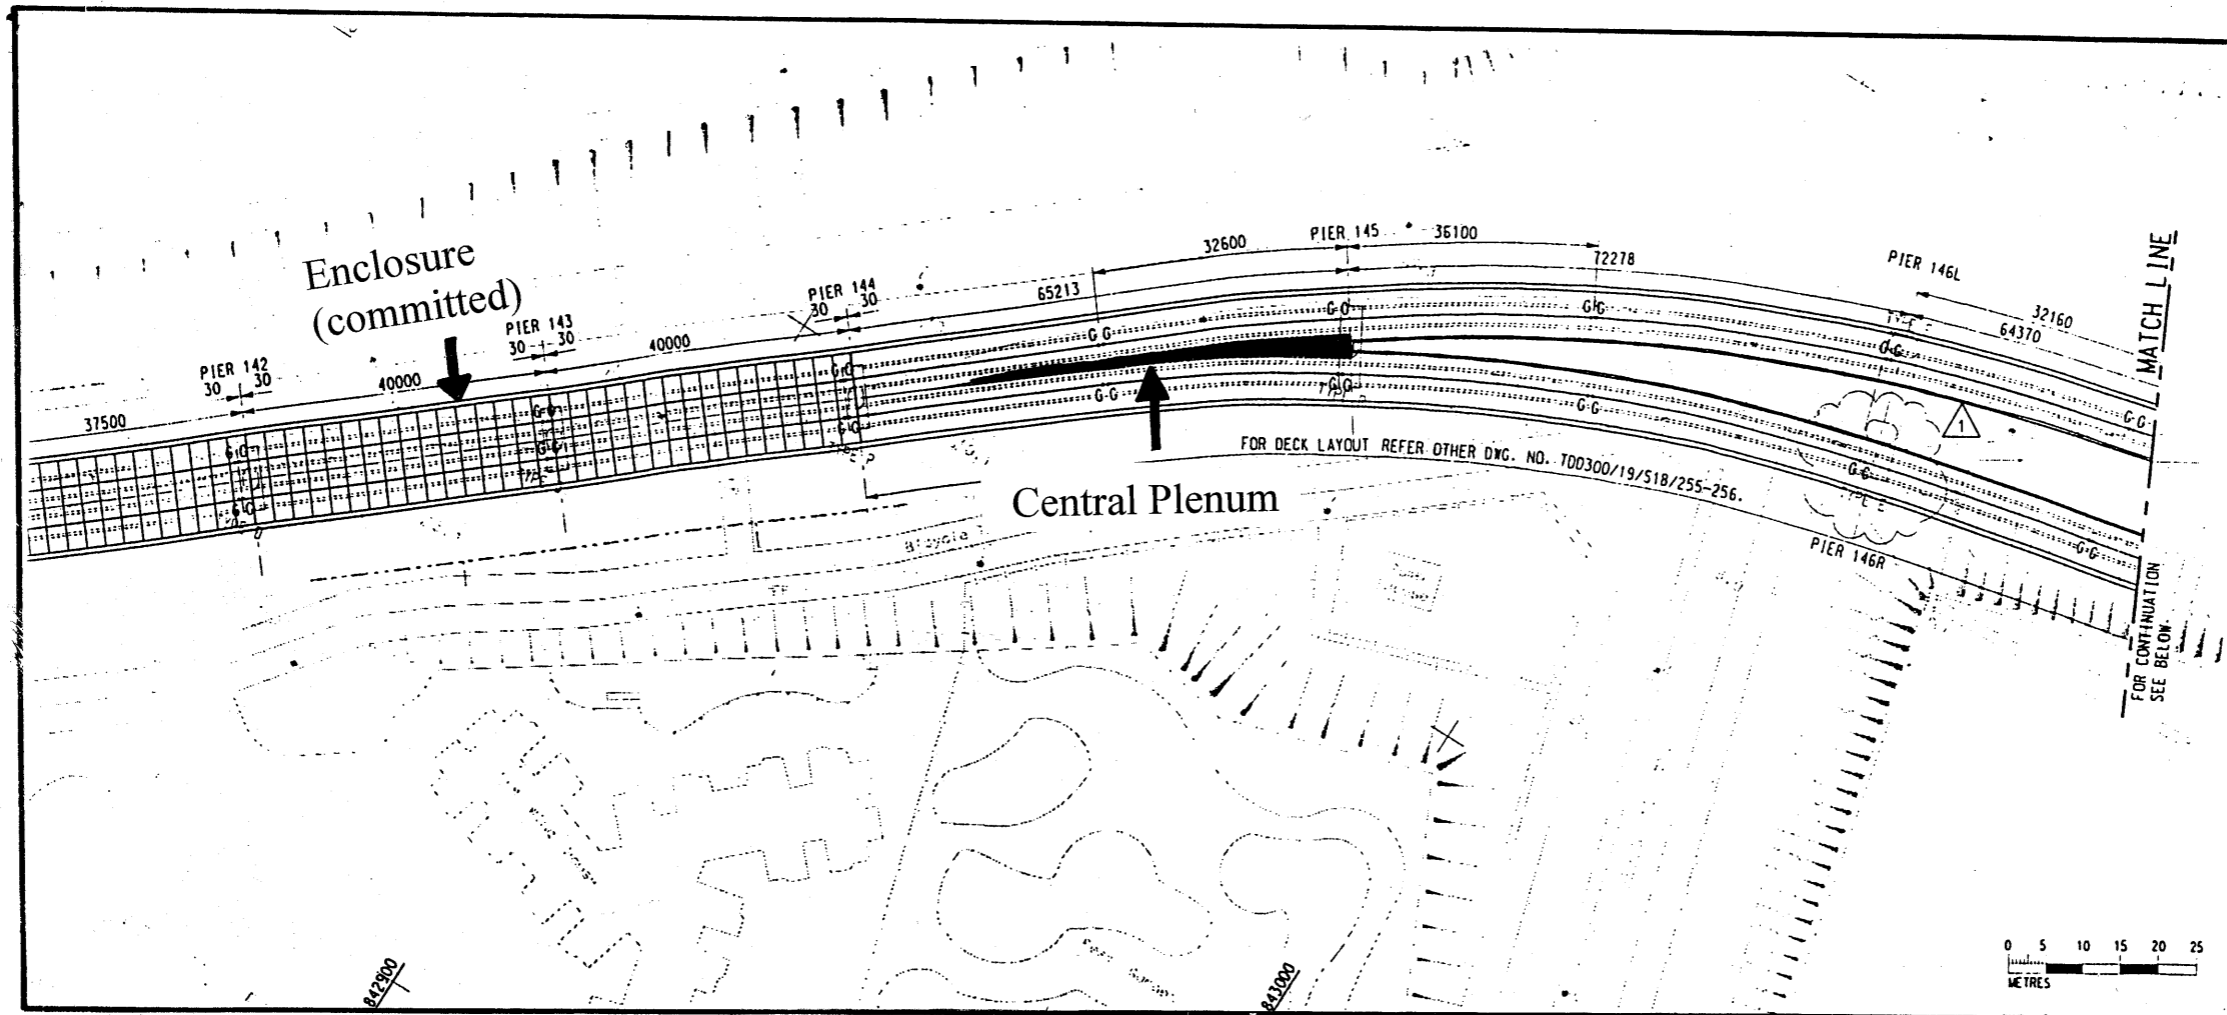 Enclosure
(committed)
PIER 142
30 30
37500
40000
PIER 143
30 30
40000
PIER 144
30 30
65213
32600
PIER 145
36100
72278
PIER 146L
32160
64370
MATCH LINE
G G
G G
G G
G G
G G
G G
G G
TYPE E
1
FOR DECK LAYOUT REFER OTHER DWG. NO. TDD300/19/51B/255-256.
Central Plenum
PIER 146R
FOR CONTINUATION
SEE BELOW.
842900
843000
0 5 10 15 20 25
METRES